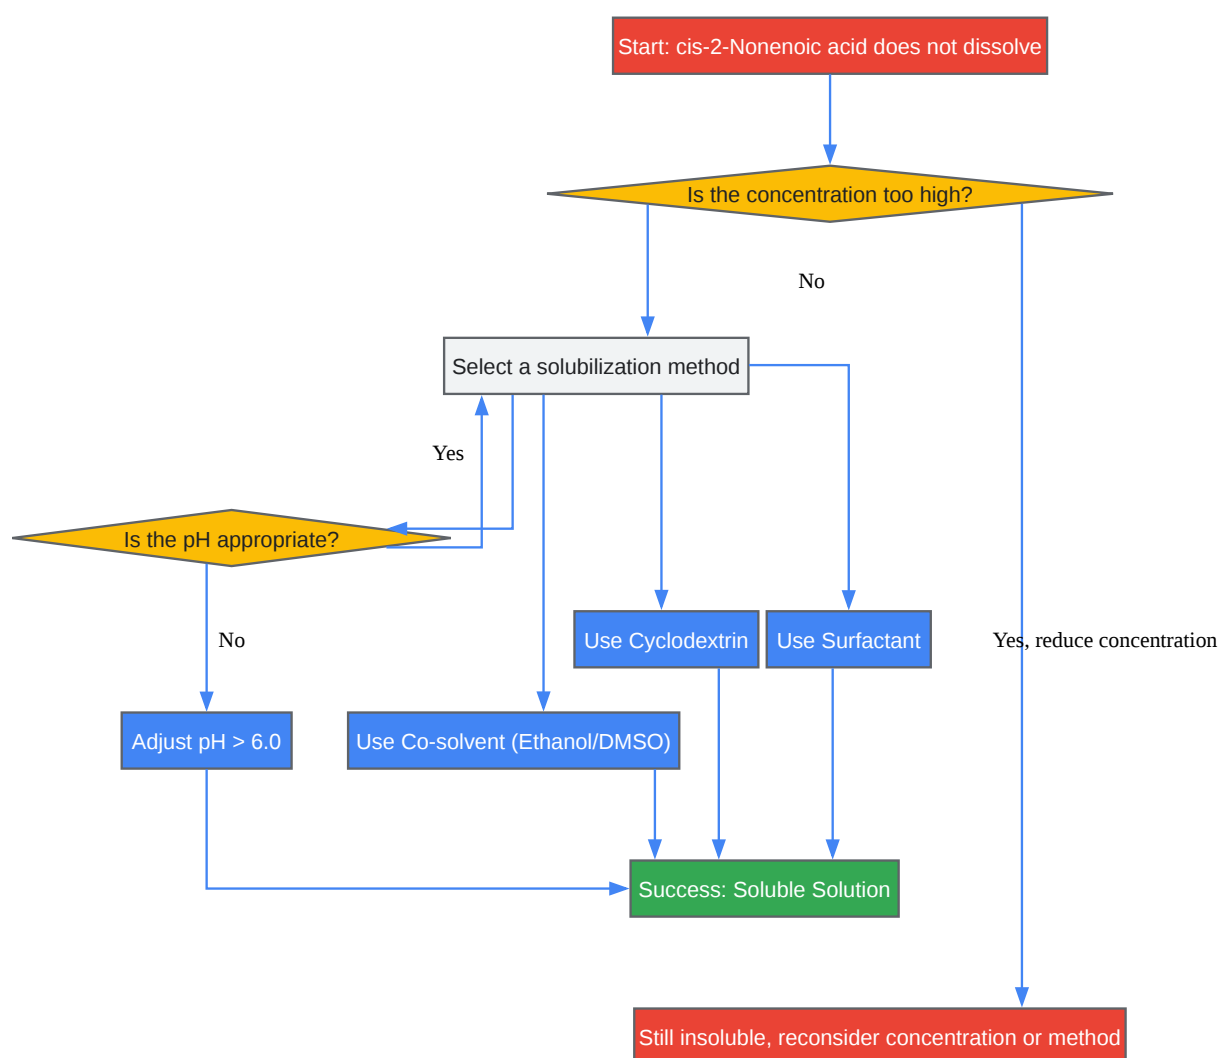 Start: cis-2-Nonenoic acid does not dissolve
Is the concentration too high?
No
Select a solubilization method
Yes
Is the pH appropriate?
No
Use Cyclodextrin
Use Surfactant
Yes, reduce concentration
Adjust pH > 6.0
Use Co-solvent (Ethanol/DMSO)
Success: Soluble Solution
Still insoluble, reconsider concentration or method